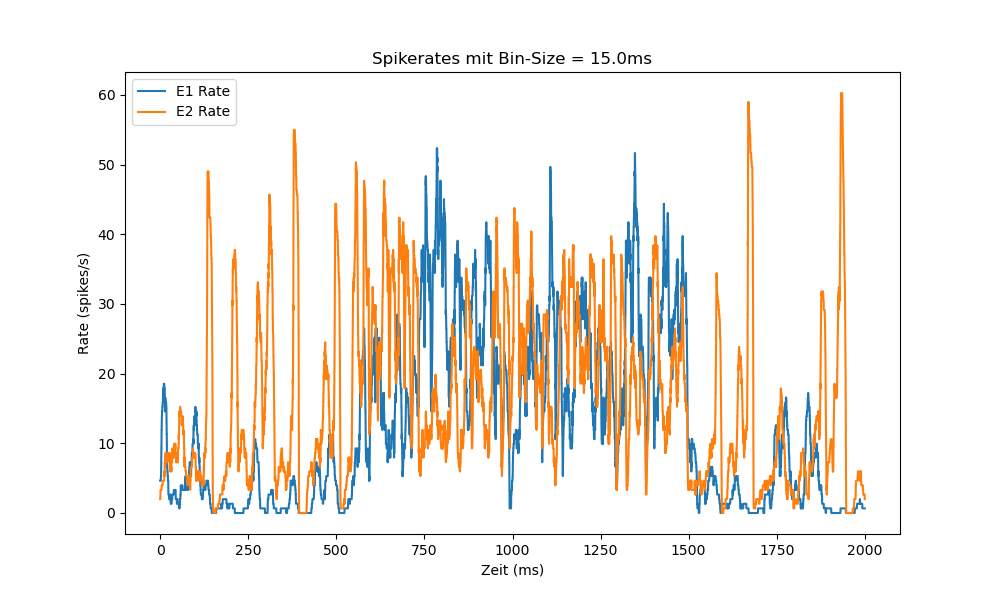 Spikerates mit Bin-Size = 15.0ms
E1 Rate
E2 Rate
60
50
40
30
20
10
0
Rate (spikes/s)
0 250 500 750 1000 1250 1500 1750 2000
Zeit (ms)